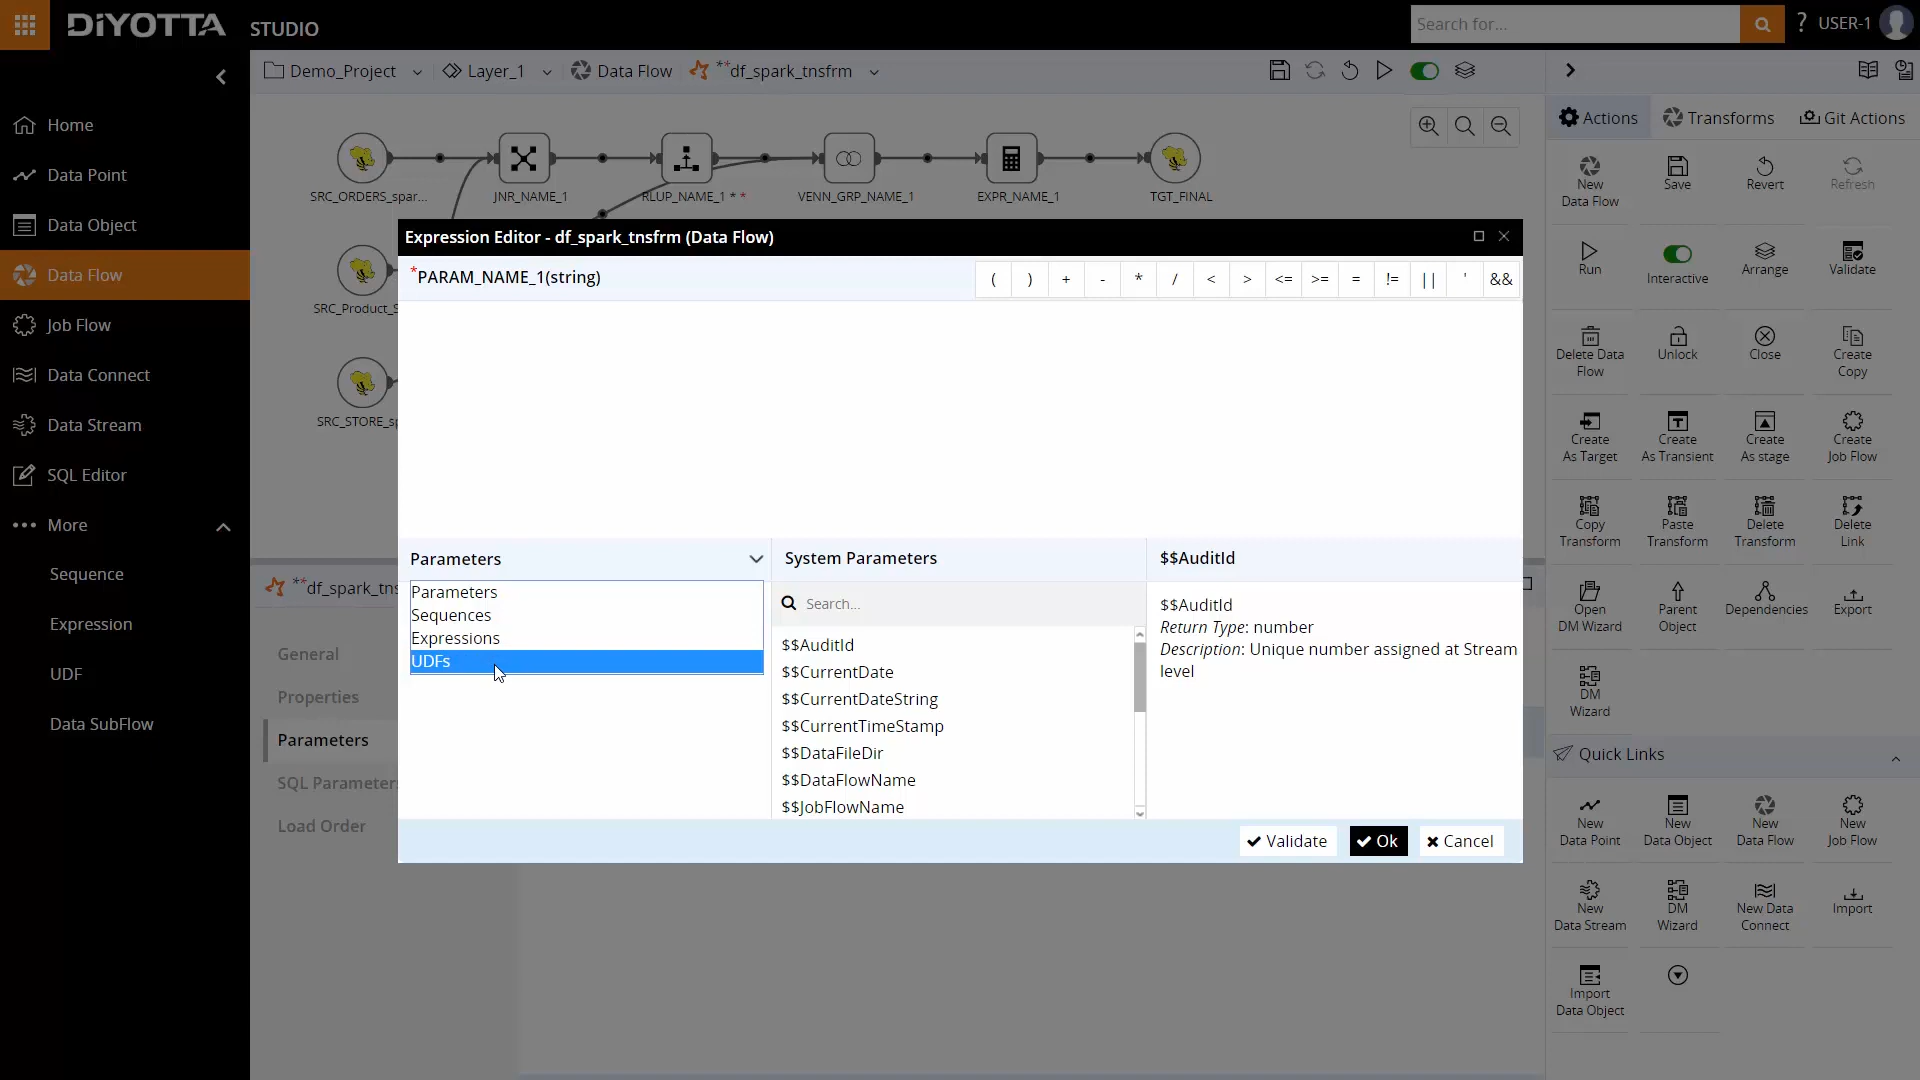 DiYOTTA STUDIO
Search for...
? USER-1
Home
Data Point
Data Object
Data Flow
Job Flow
Data Connect
Data Stream
SQL Editor
More
Sequence
Expression
UDF
Data SubFlow
Demo_Project
Layer_1
Data Flow
**df_spark_tnsfrm
SRC_ORDERS_spar...
JNR_NAME_1
RLUP_NAME_1 * *
VENN_GRP_NAME_1
EXPR_NAME_1
TGT_FINAL
SRC_Product_S
SRC_STORE_s
Expression Editor - df_spark_tnsfrm (Data Flow)
*PARAM_NAME_1(string)
( ) + - * / < > <= >= = != || ' &&
Parameters
Parameters
Sequences
Expressions
UDFs
System Parameters
Search...
$$AuditId
$$CurrentDate
$$CurrentDateString
$$CurrentTimeStamp
$$DataFileDir
$$DataFlowName
$$JobFlowName
$$AuditId
$$AuditId
Return Type: number
Description: Unique number assigned at Stream
level
Validate
Ok
Cancel
**df_spark_tns
General
Properties
Parameters
SQL Parameter
Load Order
Actions
Transforms
Git Actions
New
Data Flow
Save
Revert
Refresh
Run
Interactive
Arrange
Validate
Delete Data
Flow
Unlock
Close
Create
Copy
Create
As Target
Create
As Transient
Create
As stage
Create
Job Flow
Copy
Transform
Paste
Transform
Delete
Transform
Delete
Link
Open
DM Wizard
Parent
Object
Dependencies
Export
DM
Wizard
Quick Links
New
Data Point
New
Data Object
New
Data Flow
New
Job Flow
New
Data Stream
DM
Wizard
New Data
Connect
Import
Import
Data Object